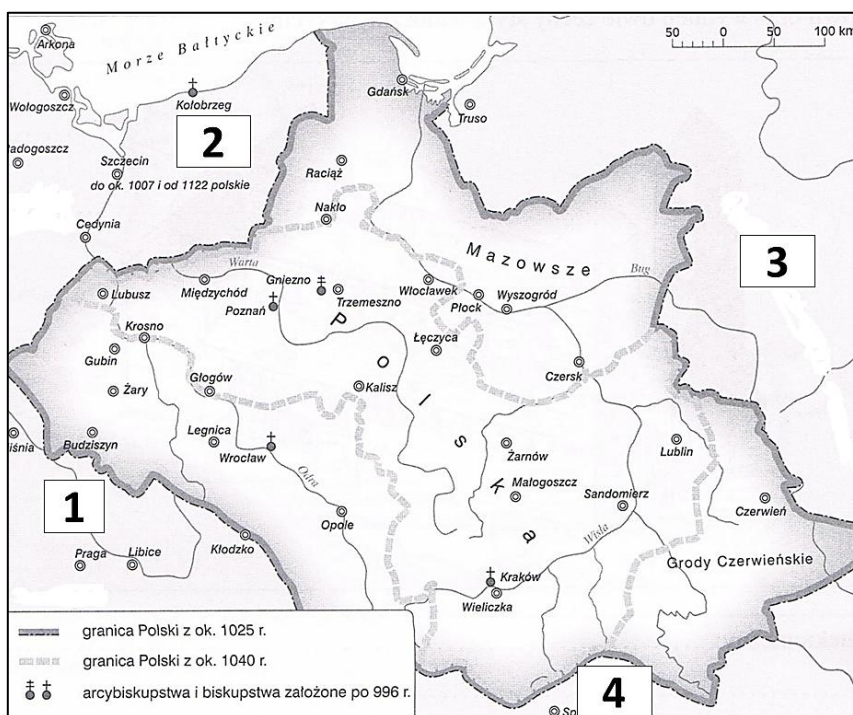 Arkona
Morze Bałtyckie
50 0 50 100 km
Wologoszcz
Kołobrzeg
Gdańsk
Truso
2
Radogoszcz
Szczecin
do ok. 1007 i od 1122 polskie
Raciąż
Nakło
Cedynia
Mazowsze
3
Warta
Bug
Lubusz
Międzychód
Gniezno
Poznań
Trzemeszno
Włocławek
Płock
Wyszogród
Krosno
Polska
Gubin
Łęczyca
Czersk
Żary
Głogów
Kalisz
Budziszyn
Legnica
Wrocław
Odra
Żarnów
Lublin
Małogoszcz
Sandomierz
Czerwień
1
Opole
Wisła
Praga
Libice
Kłodzko
Grody Czerwieńskie
Kraków
Wieliczka
4
granica Polski z ok. 1025 r.
granica Polski z ok. 1040 r.
arcybiskupstwa i biskupstwa założone po 996 r.